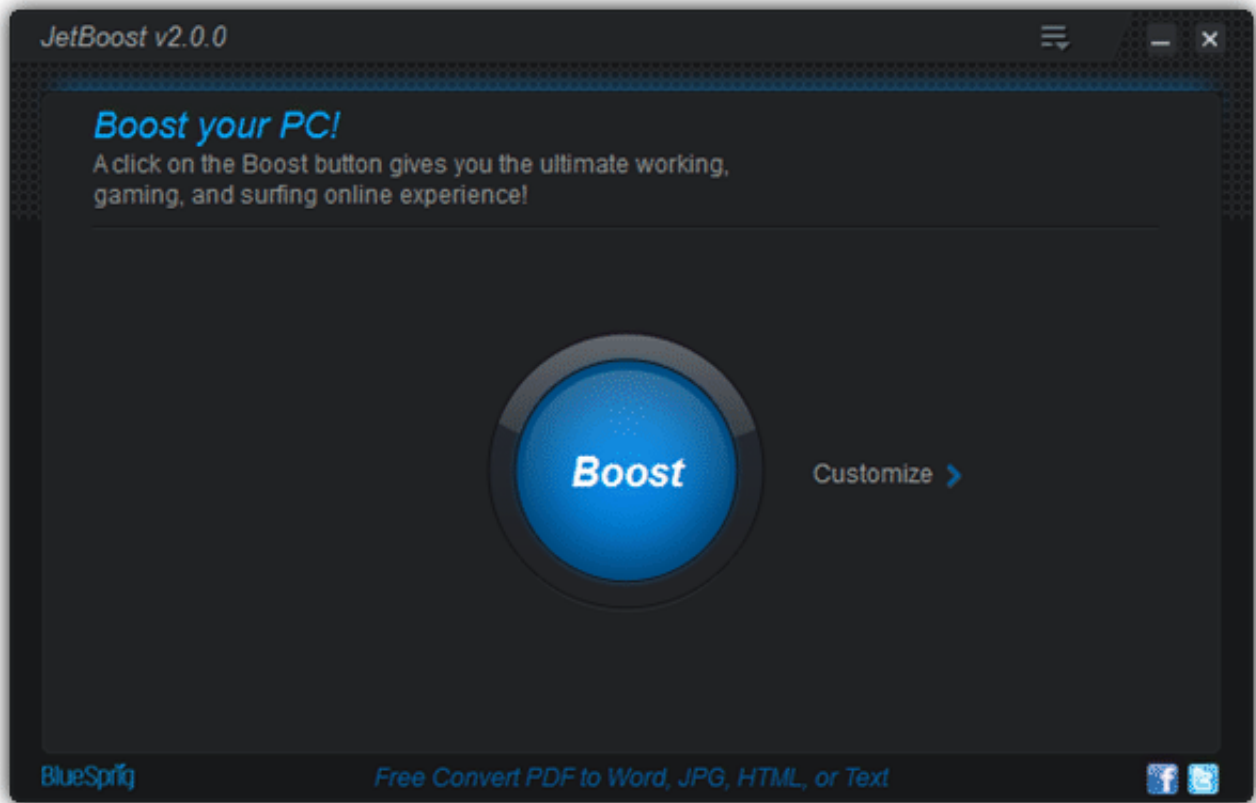 JetBoost v2.0.0
Boost your PC!
A click on the Boost button gives you the ultimate working,
gaming, and surfing online experience!
Boost
Customize
BlueSprig
Free Convert PDF to Word, JPG, HTML, or Text
f
t